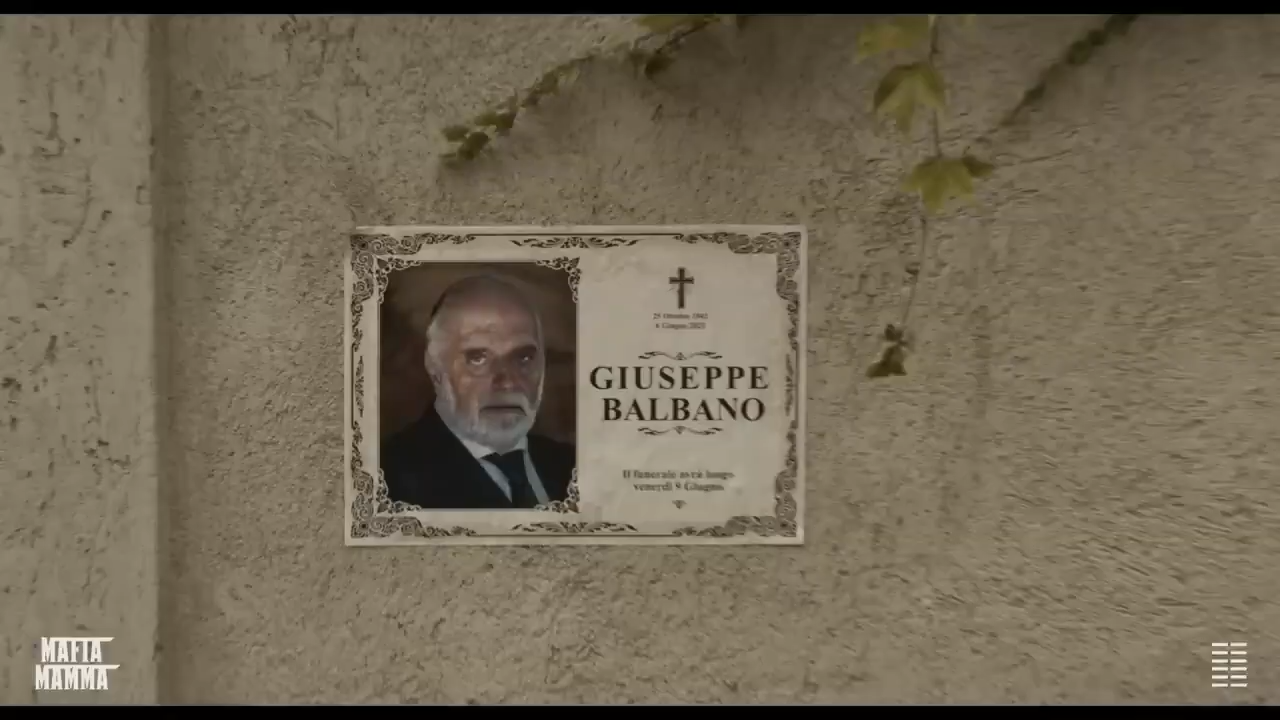 GIUSEPPE
BALBANO
Il funerale avrà luogo
venerdì 9 Giugno
MAFIA
MAMMA